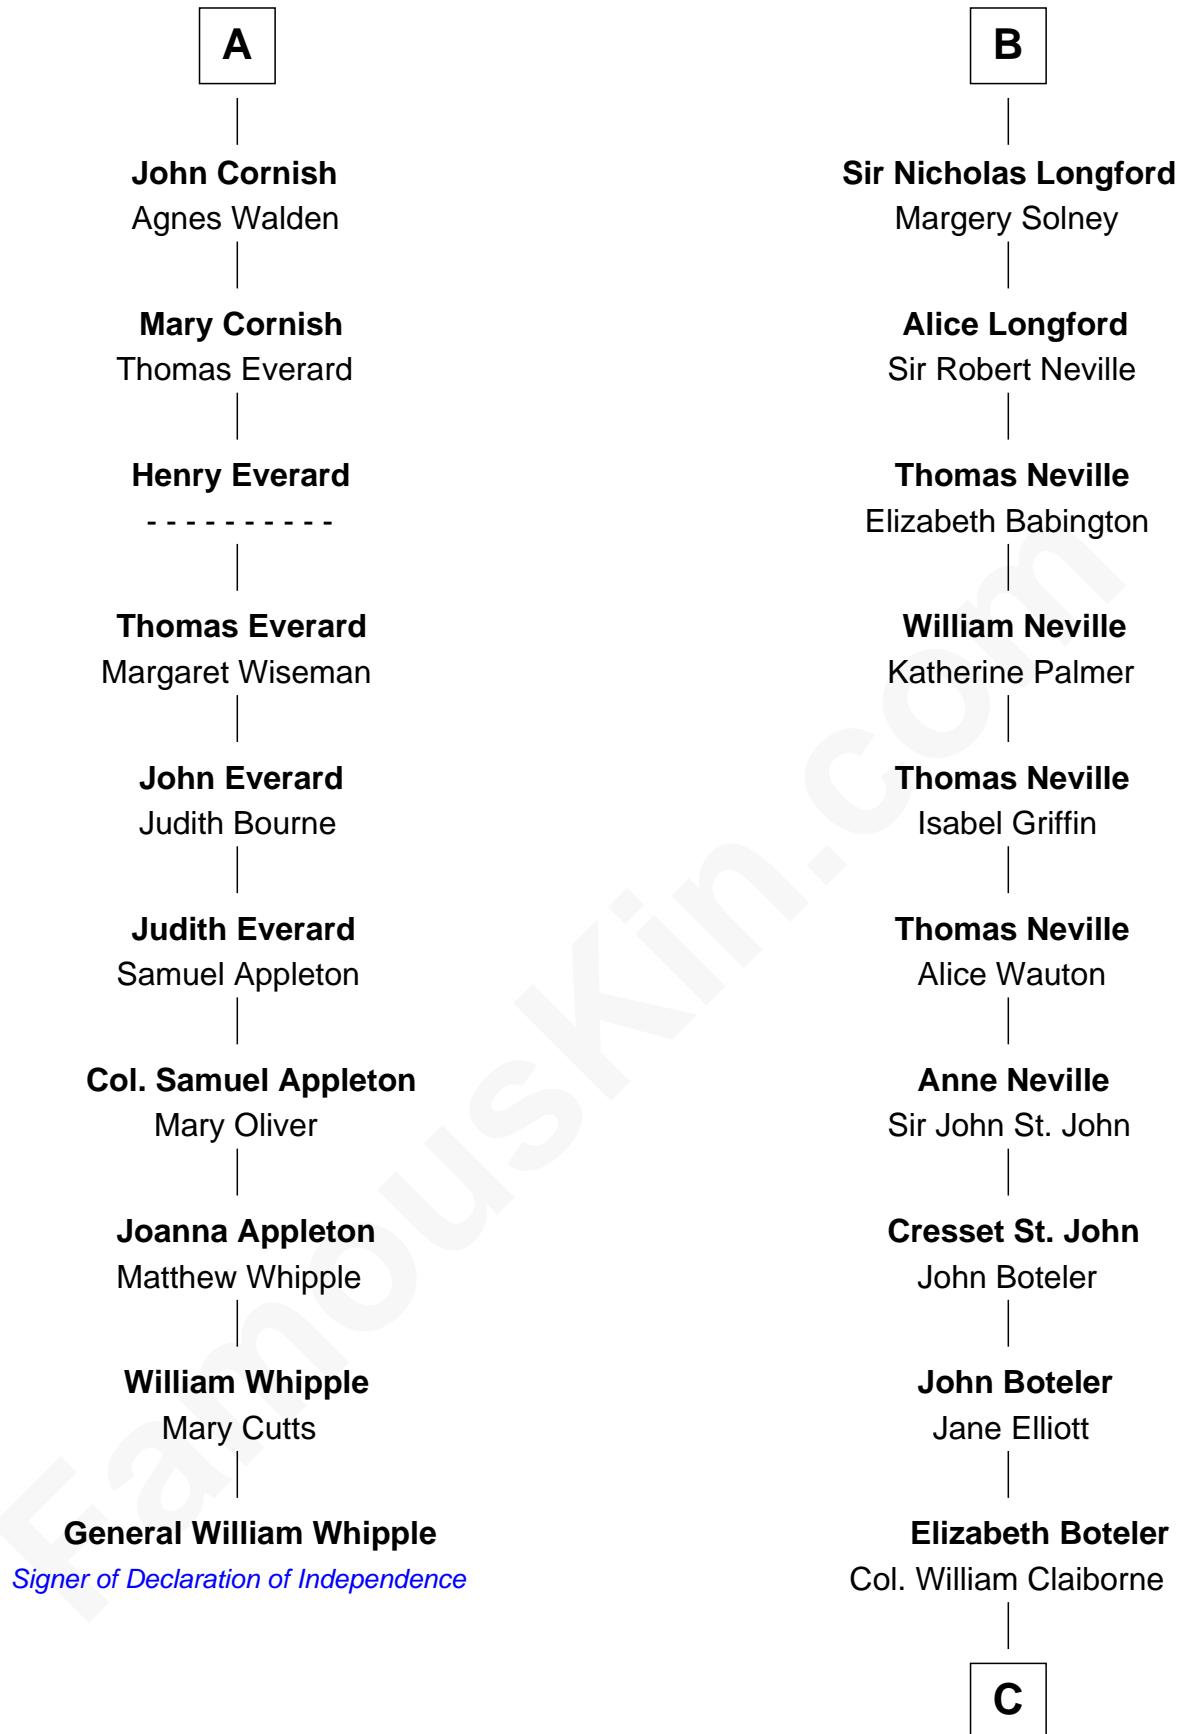 A
John Cornish
Agnes Walden
Mary Cornish
Thomas Everard
Henry Everard
- - - - - - - - - -
Thomas Everard
Margaret Wiseman
John Everard
Judith Bourne
Judith Everard
Samuel Appleton
Col. Samuel Appleton
Mary Oliver
Joanna Appleton
Matthew Whipple
William Whipple
Mary Cutts
General William Whipple
Signer of Declaration of Independence
B
Sir Nicholas Longford
Margery Solney
Alice Longford
Sir Robert Neville
Thomas Neville
Elizabeth Babington
William Neville
Katherine Palmer
Thomas Neville
Isabel Griffin
Thomas Neville
Alice Wauton
Anne Neville
Sir John St. John
Cresset St. John
John Boteler
John Boteler
Jane Elliott
Elizabeth Boteler
Col. William Claiborne
C
FamousKin.com